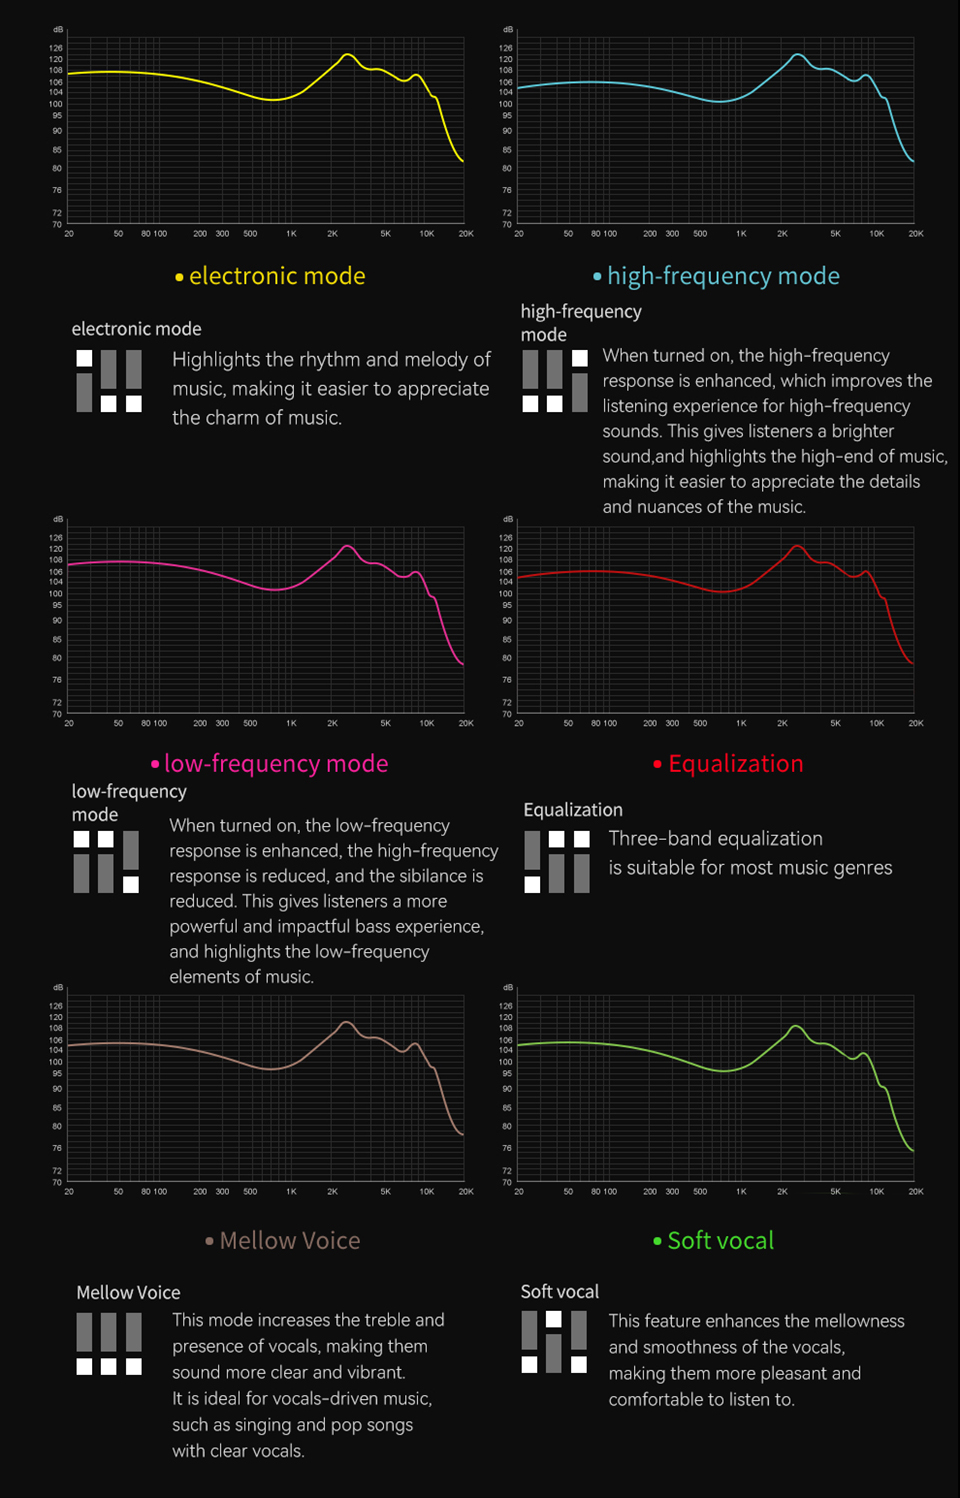 dB
dB
126
126
120
120
108
108
106
106
104
104
100
100
95
95
90
90
85
85
80
80
76
76
72
72
70
70
20 50 80 100 200 300 500 1K 2K 5K 10K 20K
20 50 80 100 200 300 500 1K 2K 5K 10K 20K
electronic mode
high-frequency mode
electronic mode
Highlights the rhythm and melody of
music, making it easier to appreciate
the charm of music.
high-frequency
mode
When turned on, the high-frequency
response is enhanced, which improves the
listening experience for high-frequency
sounds. This gives listeners a brighter
sound,and highlights the high-end of music,
making it easier to appreciate the details
and nuances of the music.
dB
dB
126
126
120
120
108
108
106
106
104
104
100
100
95
95
90
90
85
85
80
80
76
76
72
72
70
70
20 50 80 100 200 300 500 1K 2K 5K 10K 20K
20 50 80 100 200 300 500 1K 2K 5K 10K 20K
low-frequency mode
Equalization
low-frequency
mode
When turned on, the low-frequency
response is enhanced, the high-frequency
response is reduced, and the sibilance is
reduced. This gives listeners a more
powerful and impactful bass experience,
and highlights the low-frequency
elements of music.
Equalization
Three-band equalization
is suitable for most music genres
dB
dB
126
126
120
120
108
108
106
106
104
104
100
100
95
95
90
90
85
85
80
80
76
76
72
72
70
70
20 50 80 100 200 300 500 1K 2K 5K 10K 20K
20 50 80 100 200 300 500 1K 2K 5K 10K 20K
Mellow Voice
Soft vocal
Mellow Voice
This mode increases the treble and
presence of vocals, making them
sound more clear and vibrant.
It is ideal for vocals-driven music,
such as singing and pop songs
with clear vocals.
Soft vocal
This feature enhances the mellowness
and smoothness of the vocals,
making them more pleasant and
comfortable to listen to.